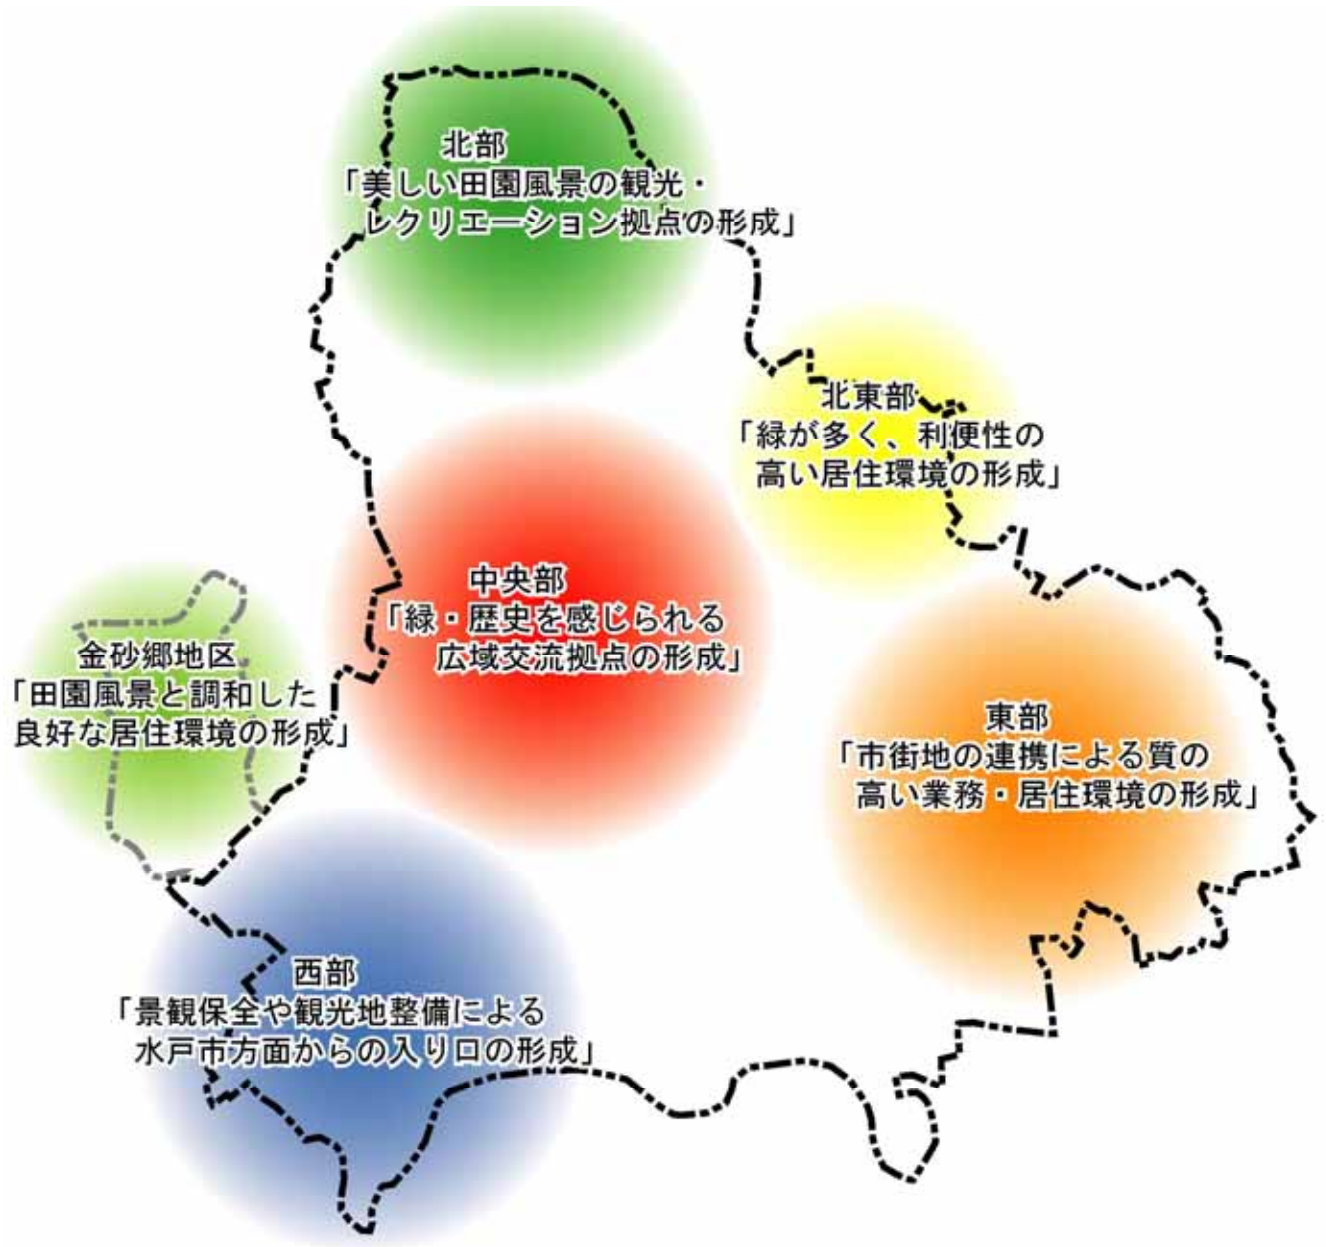 北部
「美しい田園風景の観光・
レクリエーション拠点の形成」
北東部
「緑が多く、利便性の
高い居住環境の形成」
中央部
「緑・歴史を感じられる
広域交流拠点の形成」
金砂郷地区
「田園風景と調和した
良好な居住環境の形成」
東部
「市街地の連携による質の
高い業務・居住環境の形成」
西部
「景観保全や観光地整備による
水戸市方面からの入り口の形成」